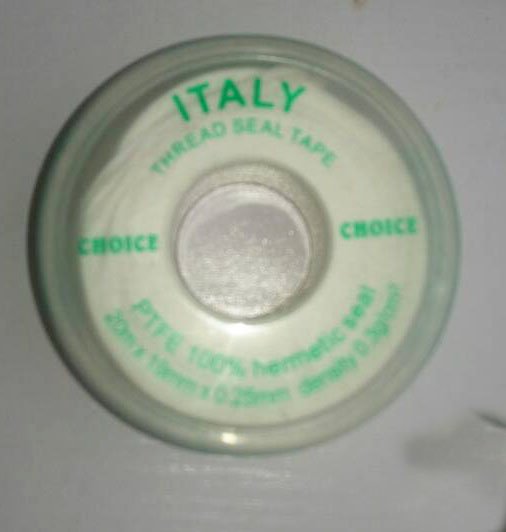 ITALY
THREAD SEAL TAPE
CHOICE
CHOICE
PTFE 100% hermetic seal
20m x 19mm x 0.25mm density 0.3g/cm³